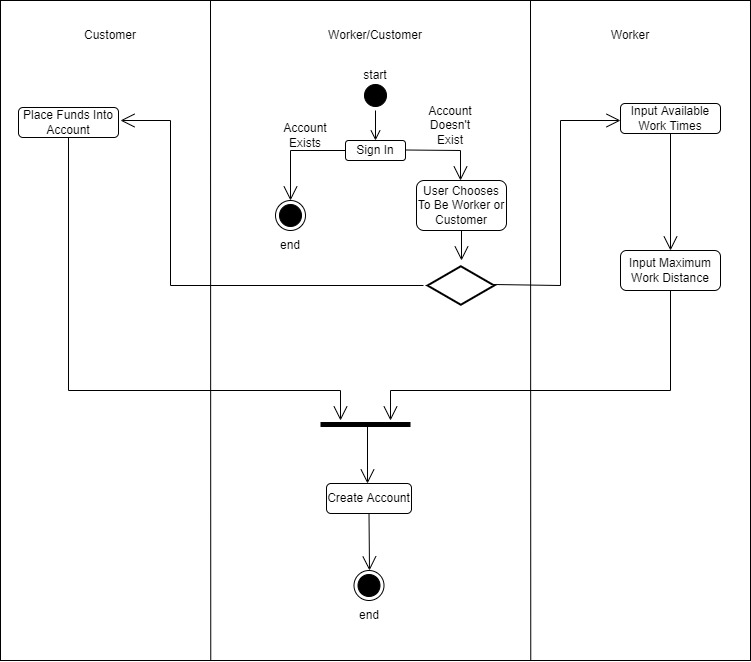 Customer
Worker/Customer
Worker
start
Place Funds Into
Account
Account
Exists
Sign In
Account
Doesn't
Exist
Input Available
Work Times
end
User Chooses
To Be Worker or
Customer
Input Maximum
Work Distance
Create Account
end